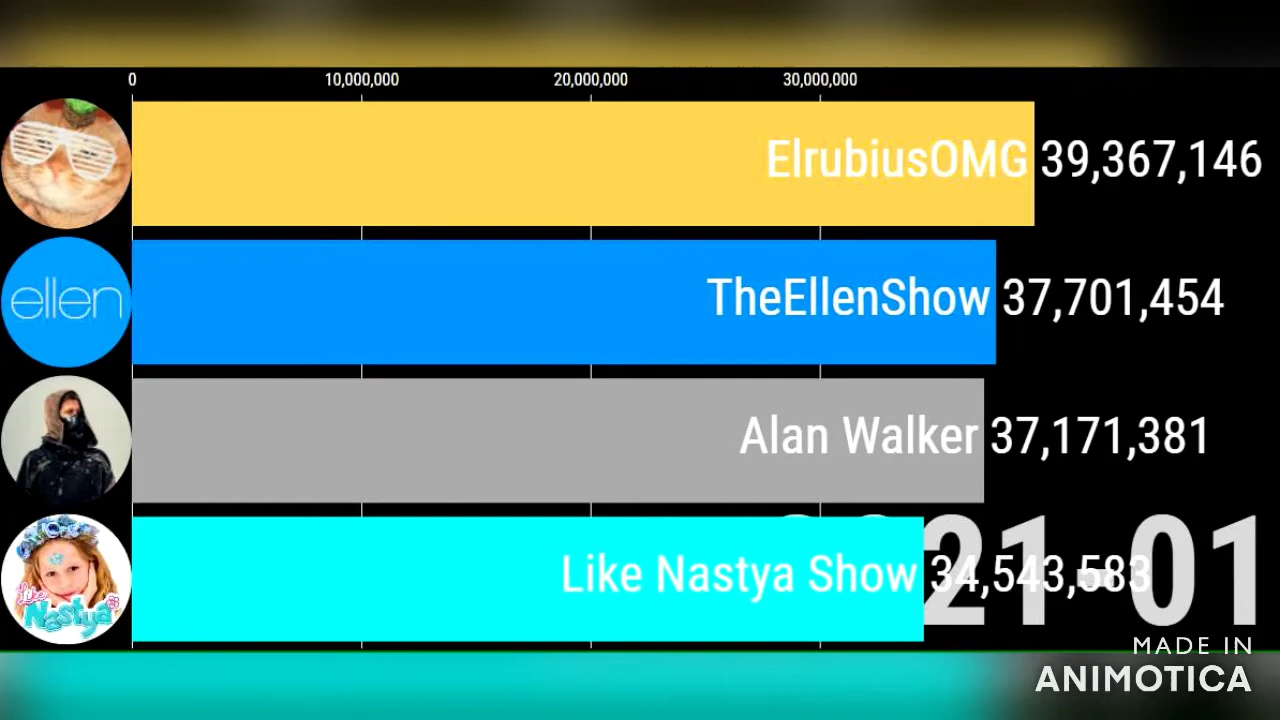 0 10,000,000 20,000,000 30,000,000
ElrubiusOMG 39,367,146
ellen
TheEllenShow 37,701,454
Alan Walker 37,171,381
Like Nastya
Like Nastya Show 34,543,583
21-01
MADE IN
ANIMOTICA